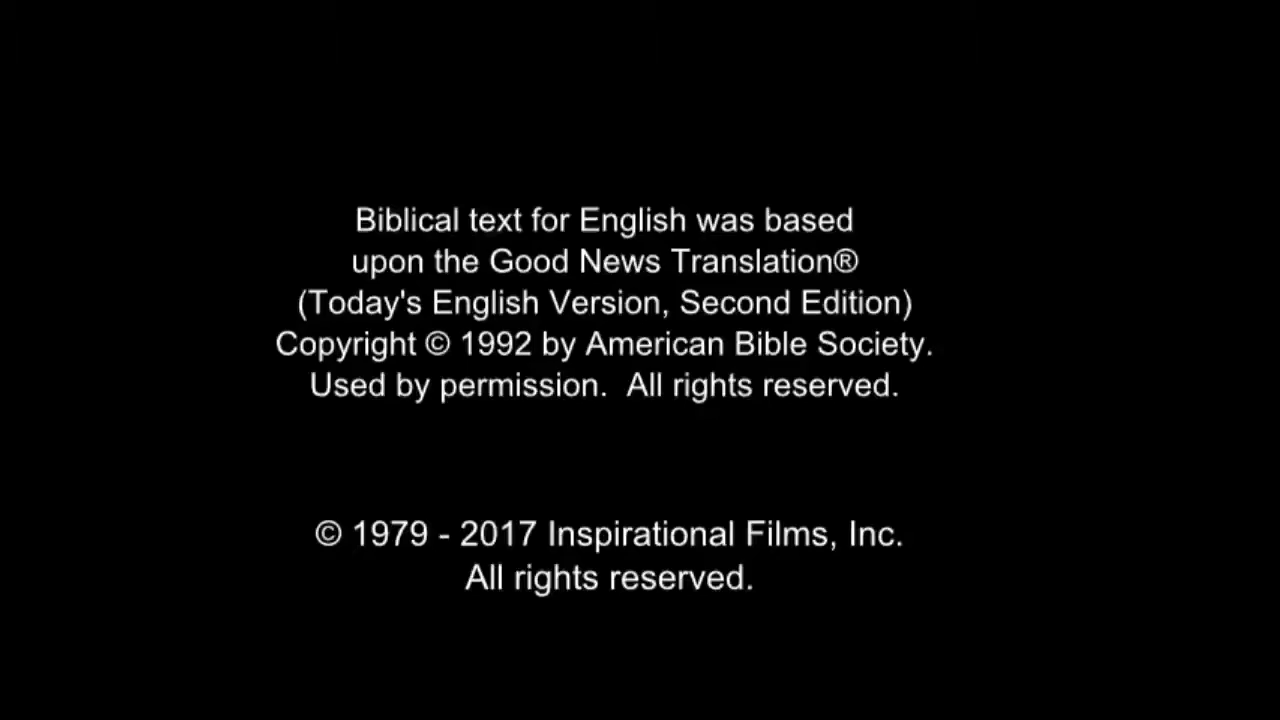 Biblical text for English was based
upon the Good News Translation®
(Today's English Version, Second Edition)
Copyright © 1992 by American Bible Society.
Used by permission.  All rights reserved.
© 1979 - 2017 Inspirational Films, Inc.
All rights reserved.